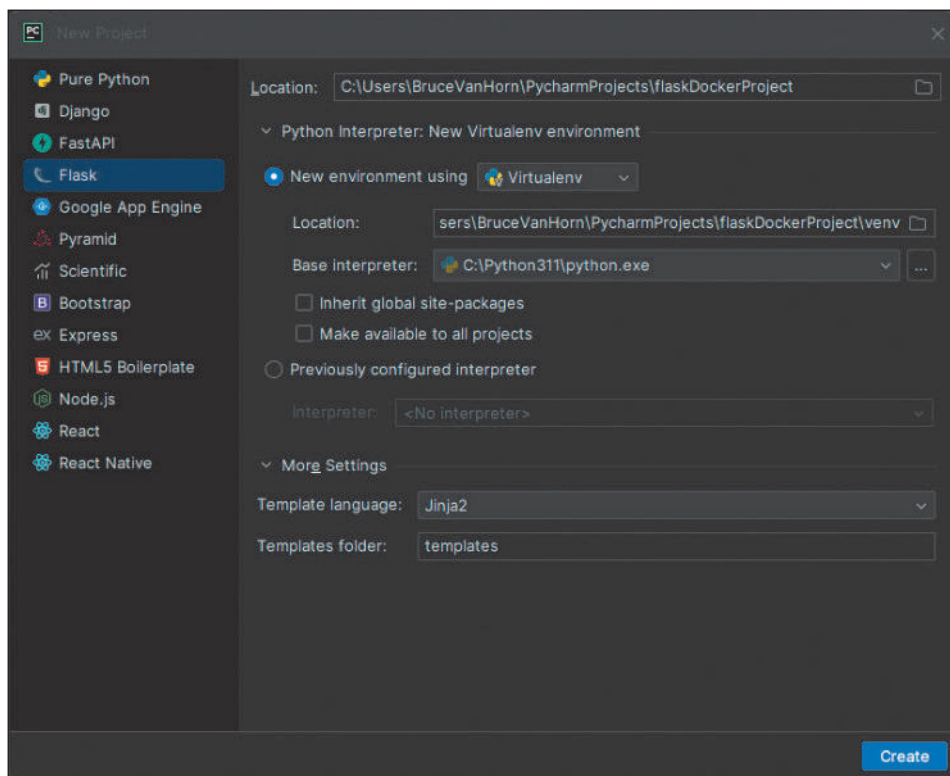 PC New Project
Pure Python
Django
FastAPI
Flask
Google App Engine
Pyramid
Scientific
B Bootstrap
ex Express
5 HTML5 Boilerplate
Node.js
React
React Native
Location: C:\Users\BruceVanHorn\PycharmProjects\flaskDockerProject
Python Interpreter: New Virtualenv environment
New environment using Virtualenv
Location: sers\BruceVanHorn\PycharmProjects\flaskDockerProject\venv
Base interpreter: C:\Python311\python.exe ...
Inherit global site-packages
Make available to all projects
Previously configured interpreter
Interpreter: <No interpreter>
More Settings
Template language: Jinja2
Templates folder: templates
Create